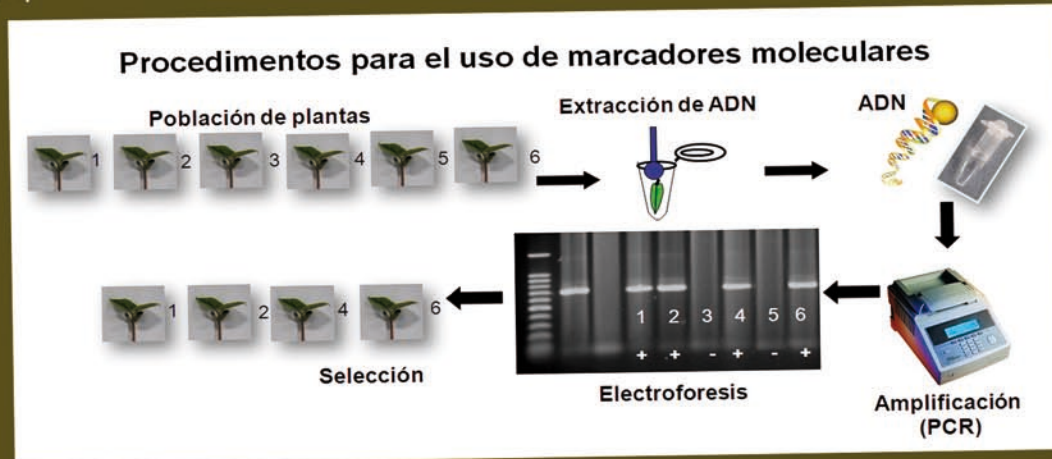 Procedimentos para el uso de marcadores moleculares
Población de plantas
1 2 3 4 5 6
Extracción de ADN
ADN
Amplificación
(PCR)
1 2 3 4 5 6
+ + - + - +
Electroforesis
1 2 4 6
Selección